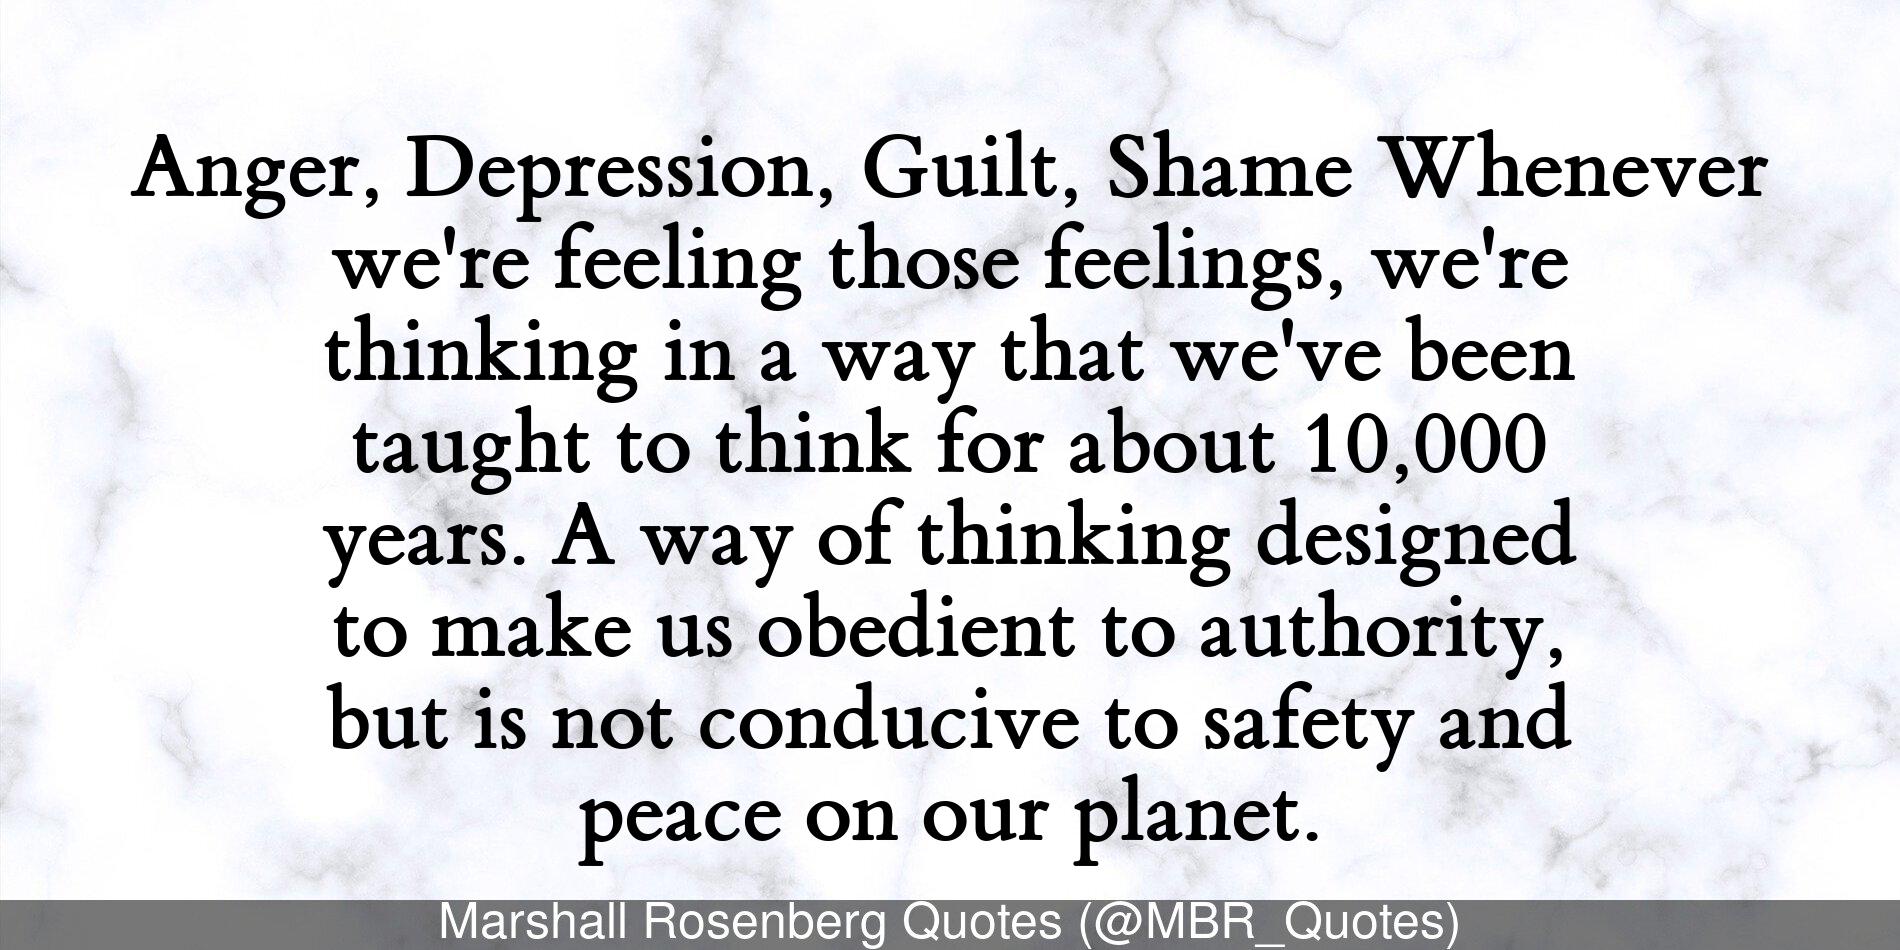 Anger, Depression, Guilt, Shame Whenever
we're feeling those feelings, we're
thinking in a way that we've been
taught to think for about 10,000
years. A way of thinking designed
to make us obedient to authority,
but is not conducive to safety and
peace on our planet.
Marshall Rosenberg Quotes (@MBR_Quotes)